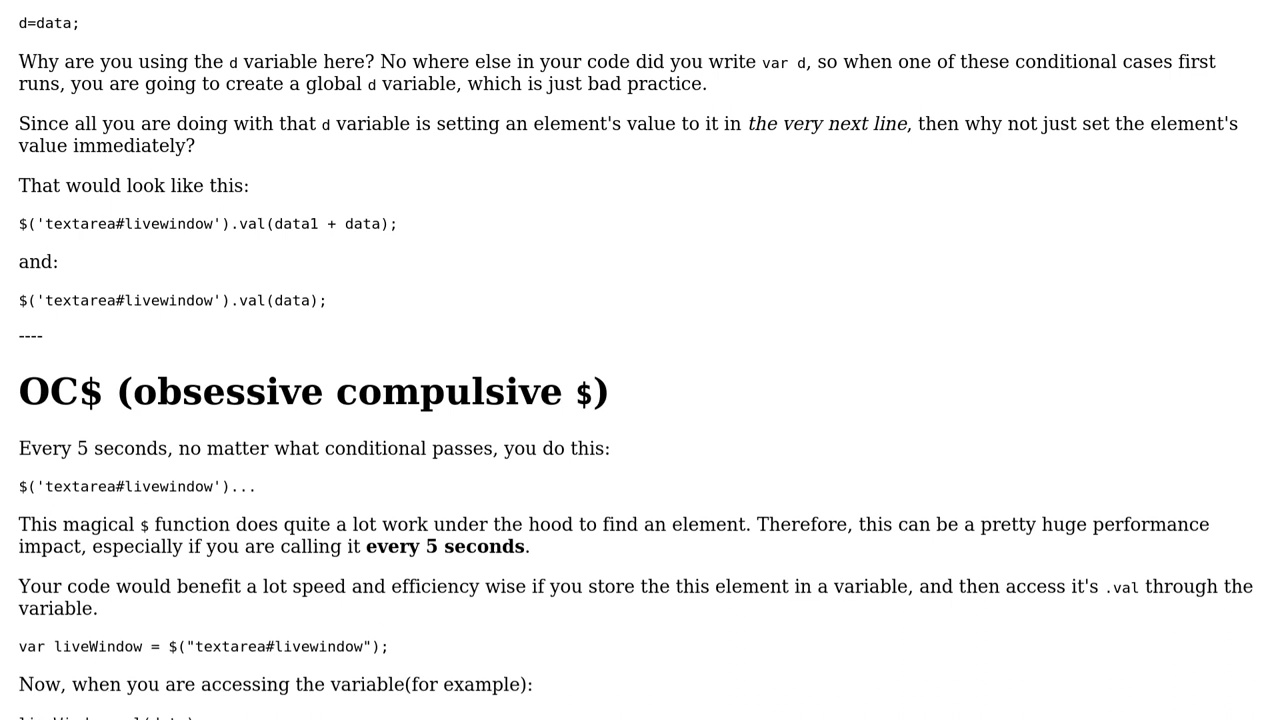 d=data;
Why are you using the d variable here? No where else in your code did you write var d, so when one of these conditional cases first
runs, you are going to create a global d variable, which is just bad practice.
Since all you are doing with that d variable is setting an element's value to it in the very next line, then why not just set the element's
value immediately?
That would look like this:
$('textarea#livewindow').val(data1 + data);
and:
$('textarea#livewindow').val(data);
----
OC$ (obsessive compulsive $)
Every 5 seconds, no matter what conditional passes, you do this:
$('textarea#livewindow')...
This magical $ function does quite a lot work under the hood to find an element. Therefore, this can be a pretty huge performance
impact, especially if you are calling it every 5 seconds.
Your code would benefit a lot speed and efficiency wise if you store the this element in a variable, and then access it's .val through the
variable.
var liveWindow = $("textarea#livewindow");
Now, when you are accessing the variable(for example):